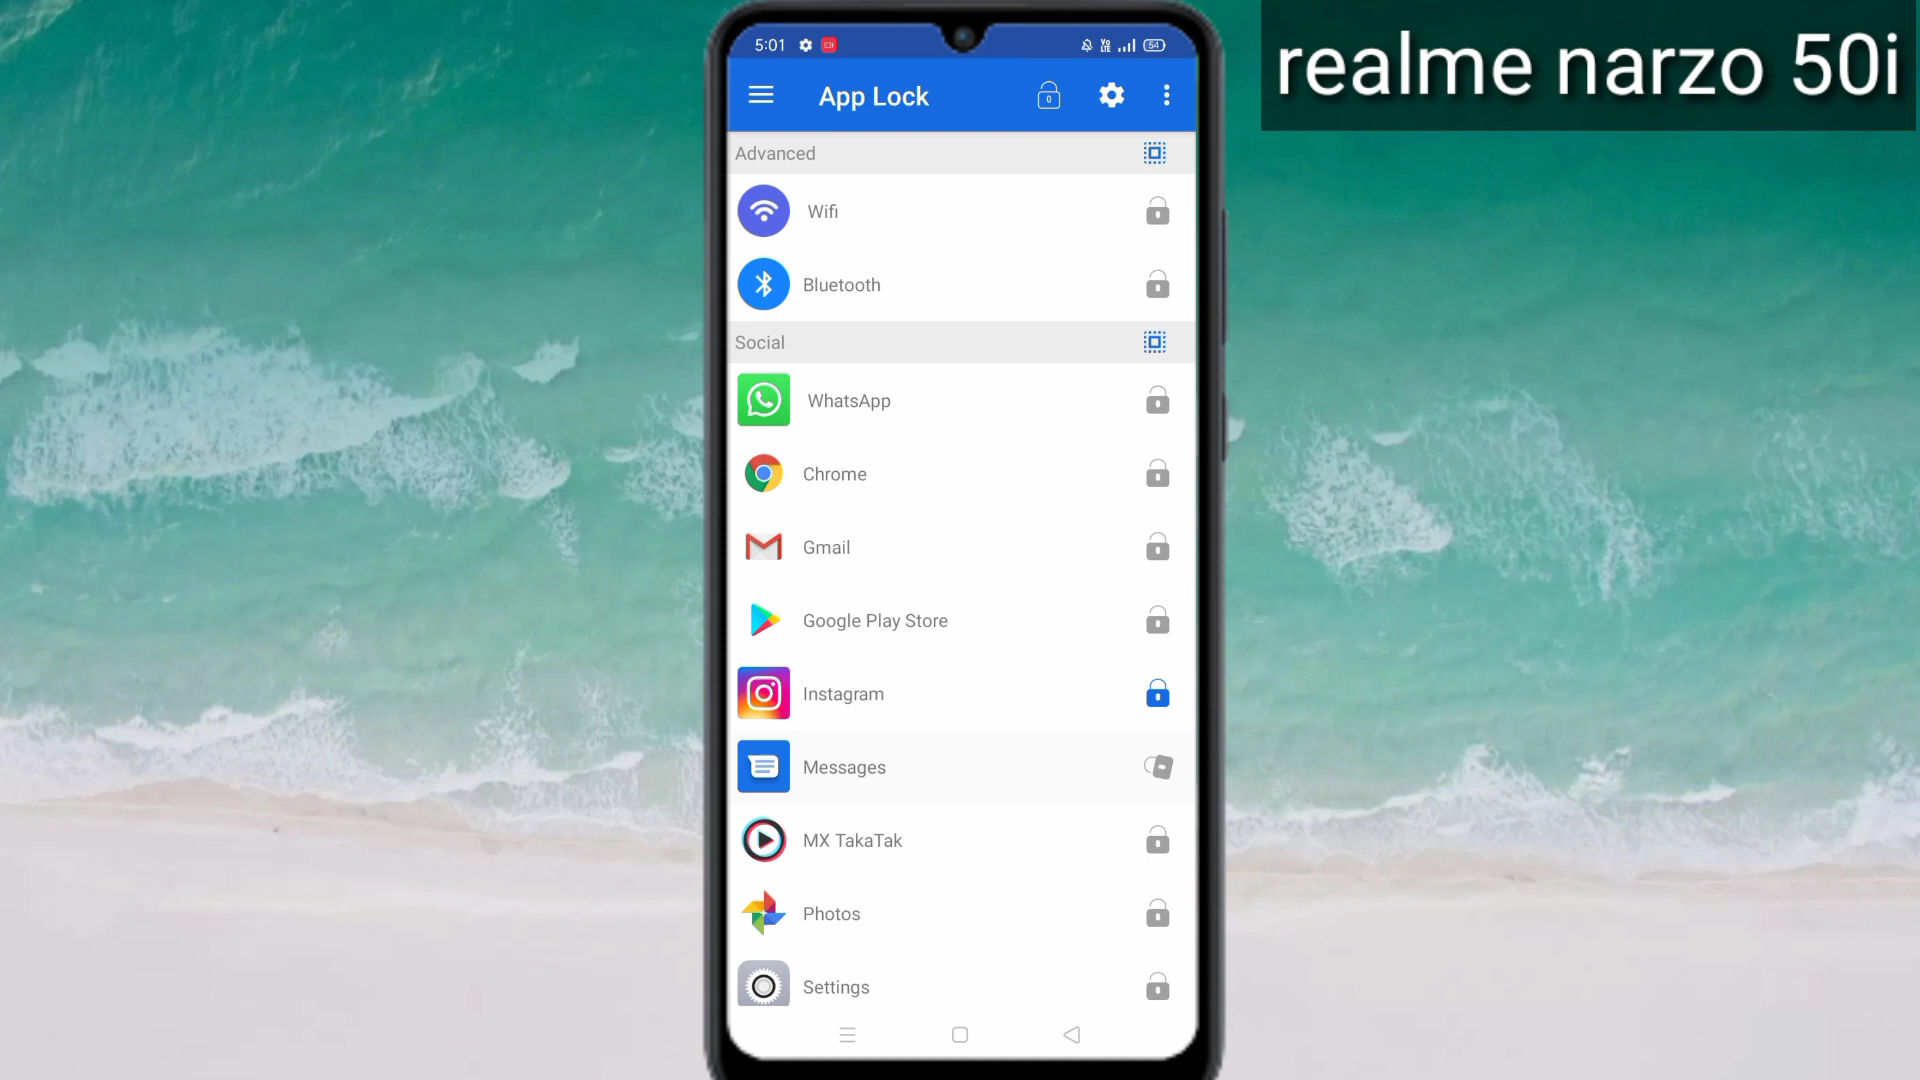 realme narzo 50i
5:01
54
App Lock
Advanced
Wifi
Bluetooth
Social
WhatsApp
Chrome
Gmail
Google Play Store
Instagram
Messages
MX TakaTak
Photos
Settings